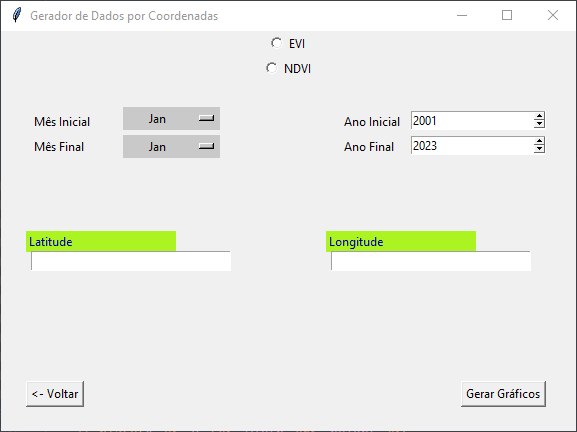 Gerador de Dados por Coordenadas
EVI
NDVI
Mês Inicial Jan Ano Inicial 2001
Mês Final Jan Ano Final 2023
Latitude Longitude
<- Voltar Gerar Gráficos